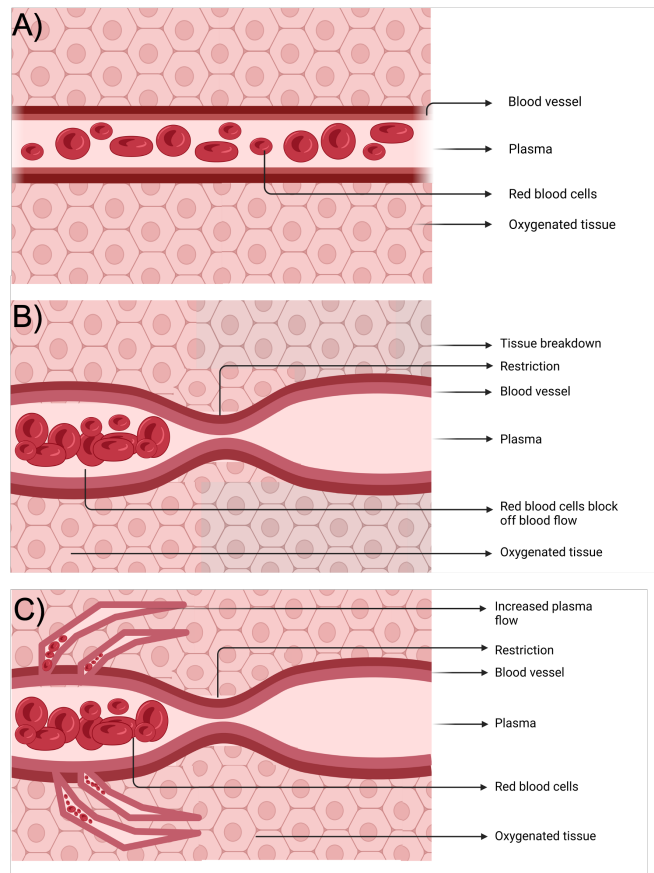 A)
Blood vessel
Plasma
Red blood cells
Oxygenated tissue
B)
Tissue breakdown
Restriction
Blood vessel
Plasma
Red blood cells block
off blood flow
Oxygenated tissue
C)
Increased plasma
flow
Restriction
Blood vessel
Plasma
Red blood cells
Oxygenated tissue